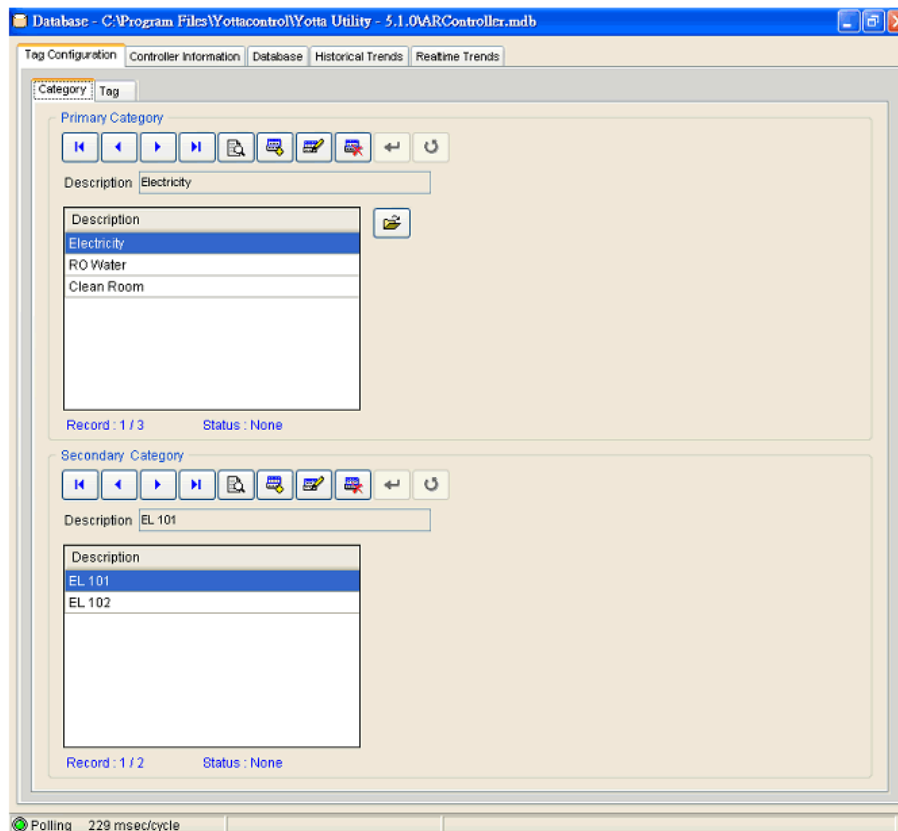 Database - C:\Program Files\Yottacontrol\Yotta Utility - 5.1.0\ARController.mdb
Tag Configuration Controller Information Database Historical Trends Realtime Trends
Category Tag
Primary Category
Description Electricity
Description
Electricity
RO Water
Clean Room
Record : 1 / 3 Status : None
Secondary Category
Description EL 101
Description
EL 101
EL 102
Record : 1 / 2 Status : None
Polling 229 msec/cycle